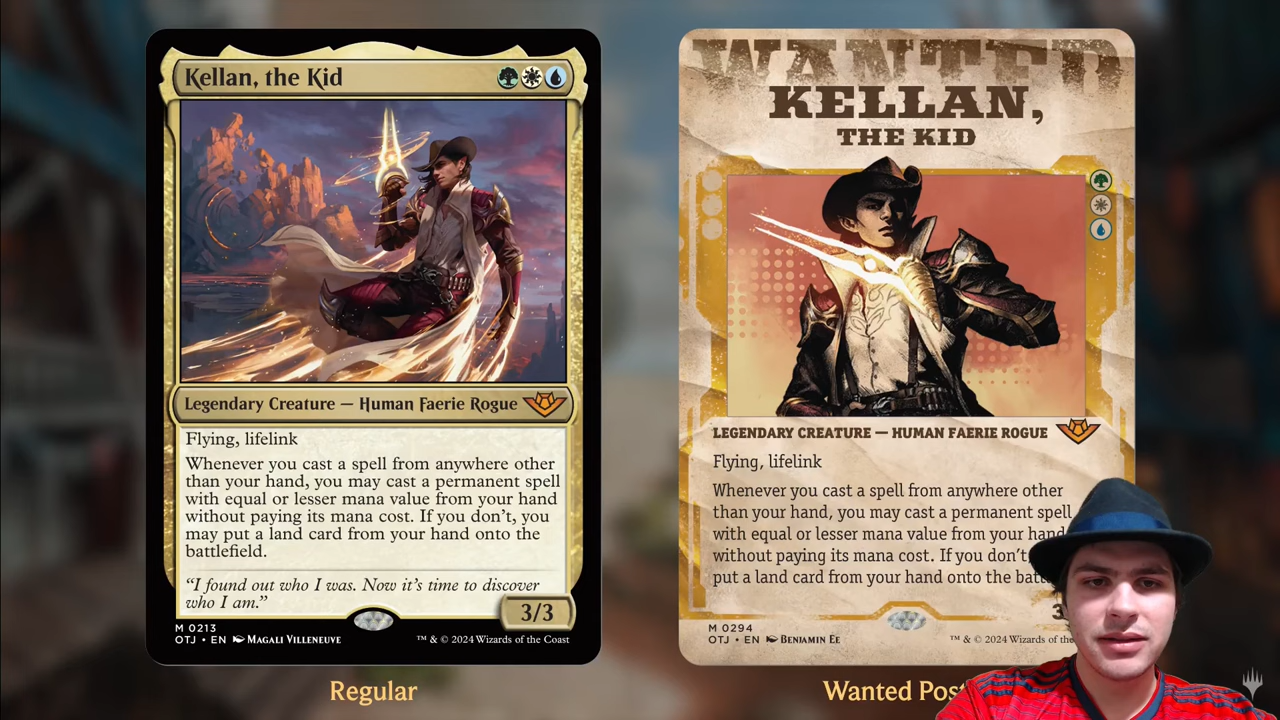 Kellan, the Kid
Legendary Creature — Human Faerie Rogue
Flying, lifelink
Whenever you cast a spell from anywhere other
than your hand, you may cast a permanent spell
with equal or lesser mana value from your hand
without paying its mana cost. If you don't, you
may put a land card from your hand onto the
battlefield.
"I found out who I was. Now it's time to discover
who I am."
3/3
M 0213
OTJ • EN Magali Villeneuve
™ & © 2024 Wizards of the Coast
Regular
WANTED
KELLAN,
THE KID
LEGENDARY CREATURE — HUMAN FAERIE ROGUE
Flying, lifelink
Whenever you cast a spell from anywhere other
than your hand, you may cast a permanent spell
with equal or lesser mana value from your hand
without paying its mana cost. If you don't
put a land card from your hand onto the
3
M 0294
OTJ • EN Benjamin Ee
™ & © 2024 Wizards of the
Wanted